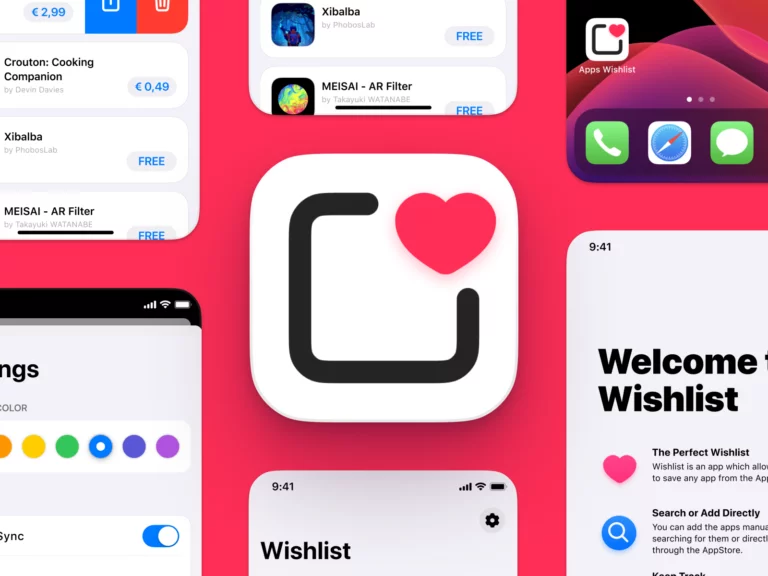 € 2,99
Crouton: Cooking
Companion
by Devin Davies
€ 0,49
Xibalba
by PhobosLab
FREE
MEISAI - AR Filter
by Takayuki WATANABE
FREE
Xibalba
by PhobosLab
FREE
MEISAI - AR Filter
by Takayuki WATANABE
FREE
Apps Wishlist
ngs
COLOR
Sync
9:41
Wishlist
9:41
Welcome t
Wishlist
The Perfect Wishlist
Wishlist is an app which allow
to save any app from the App
Search or Add Directly
You can add the apps manua
searching for them or directl
through the AppStore.
Keep Track